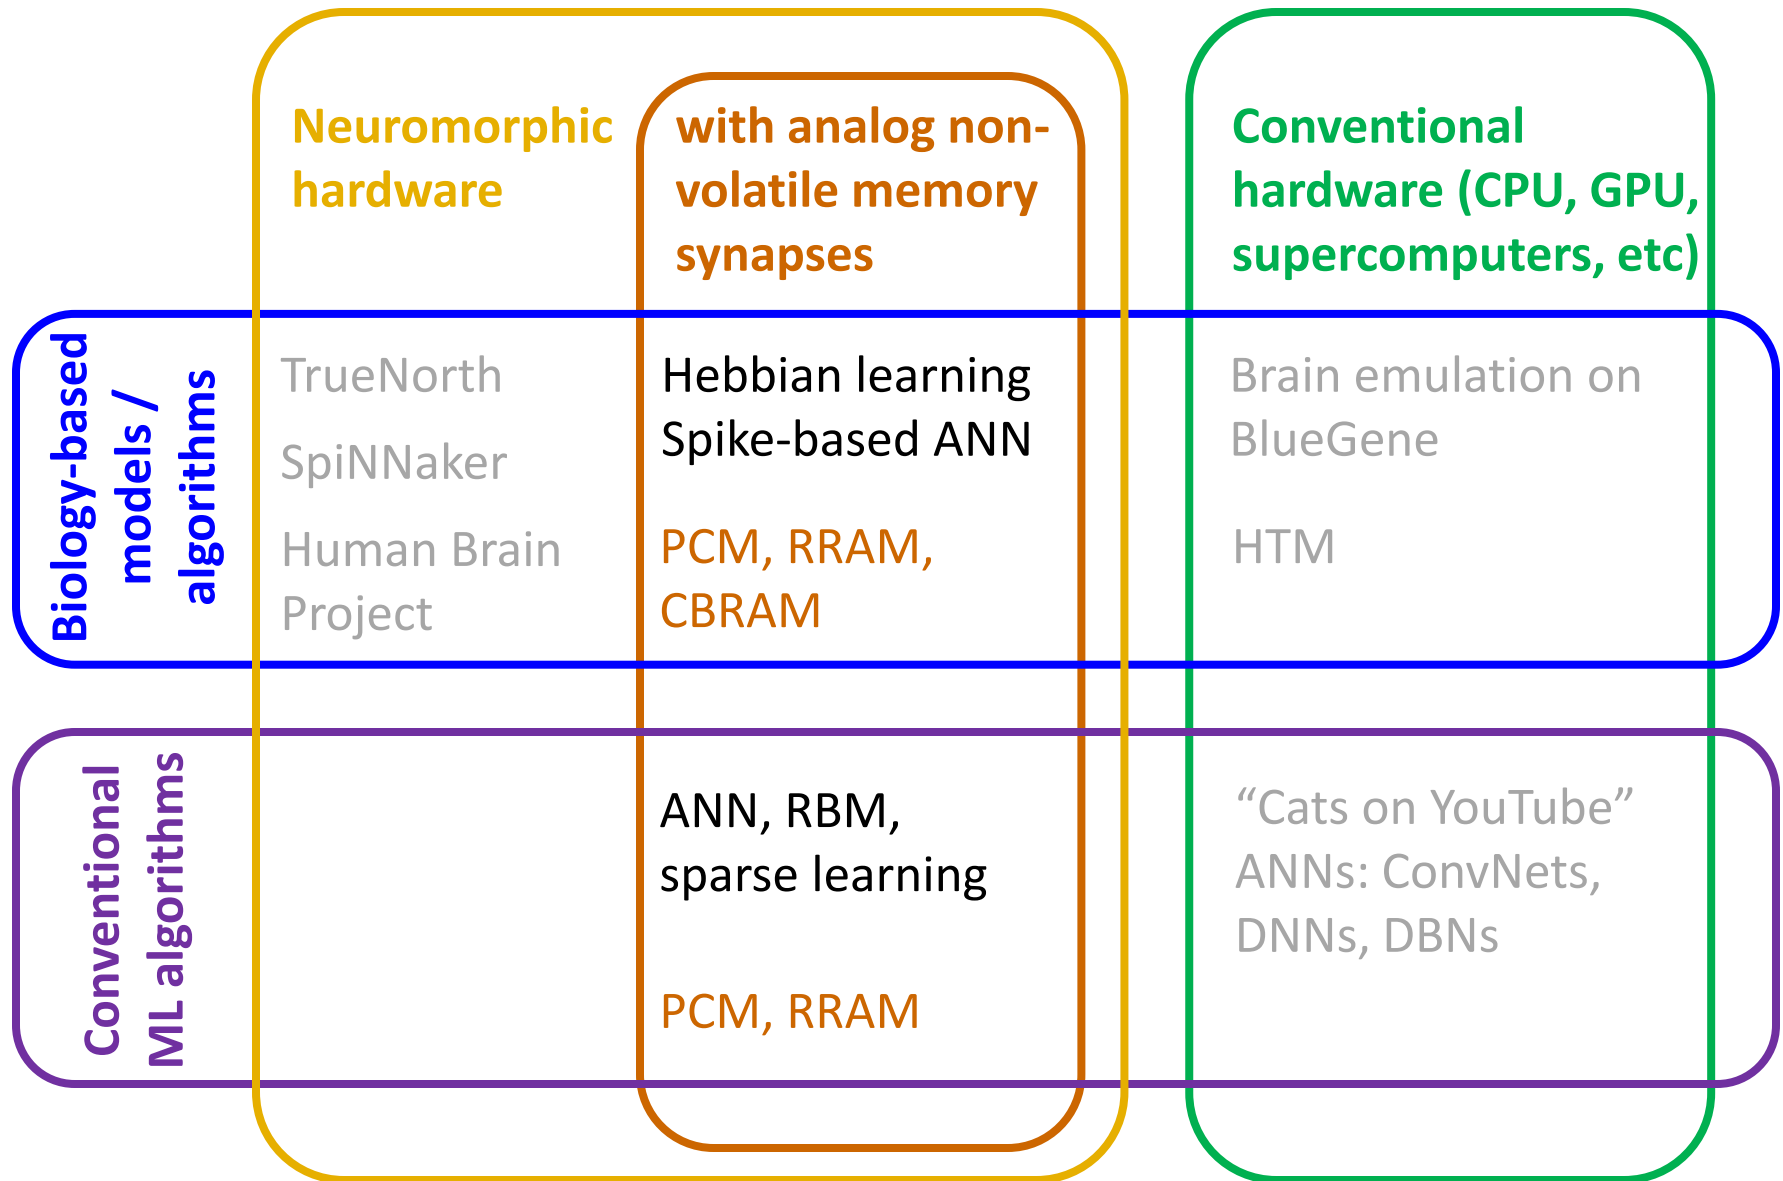 Neuromorphic
hardware
with analog non-
volatile memory
synapses
Conventional
hardware (CPU, GPU,
supercomputers, etc)
Biology-based
models /
algorithms
TrueNorth
SpiNNaker
Human Brain
Project
Hebbian learning
Spike-based ANN
PCM, RRAM,
CBRAM
Brain emulation on
BlueGene
HTM
Conventional
ML algorithms
ANN, RBM,
sparse learning
PCM, RRAM
“Cats on YouTube”
ANNs: ConvNets,
DNNs, DBNs